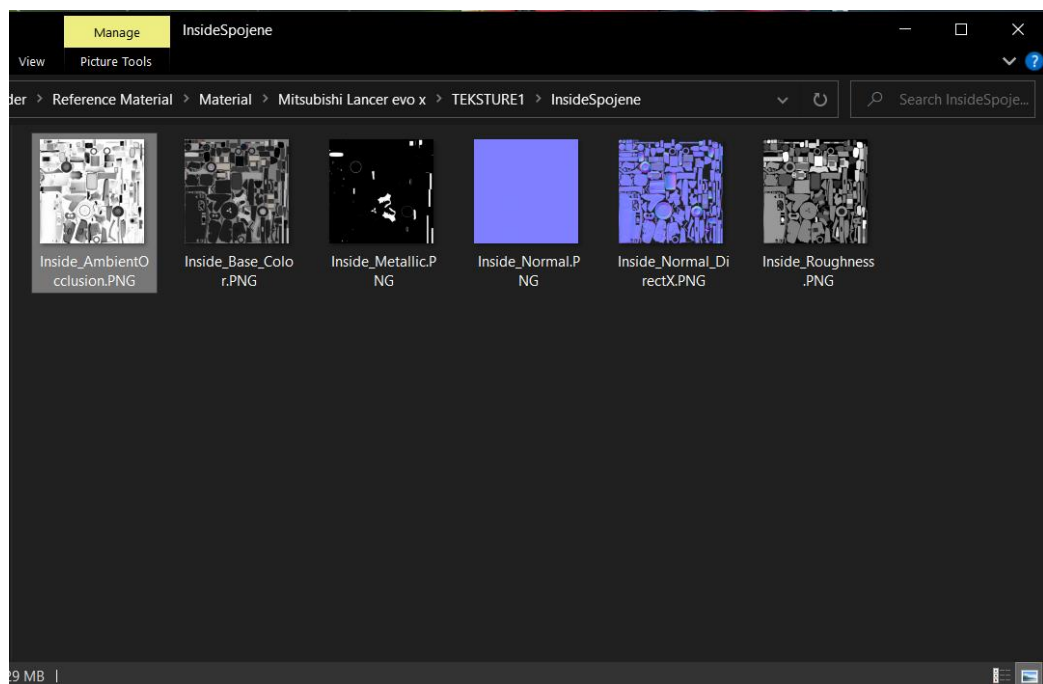 Manage
InsideSpojene
View
Picture Tools
der > Reference Material > Material > Mitsubishi Lancer evo x > TEKSTURE1 > InsideSpojene
Search InsideSpoje...
Inside_AmbientO
cclusion.PNG
Inside_Base_Colo
r.PNG
Inside_Metallic.P
NG
Inside_Normal.P
NG
Inside_Normal_Di
rectX.PNG
Inside_Roughness
.PNG
29 MB